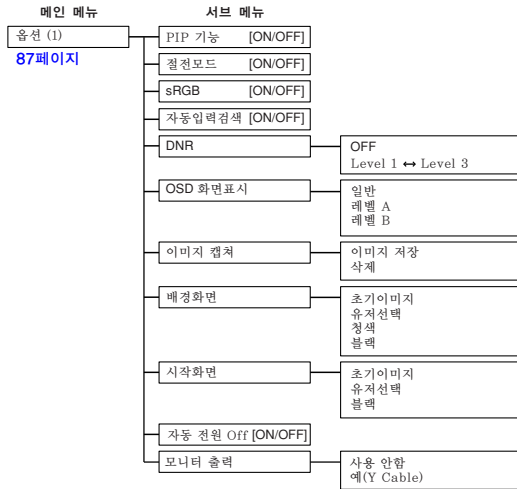 메인 메뉴
서브 메뉴
옵션 (1)
87페이지
PIP 기능 [ON/OFF]
절전모드 [ON/OFF]
sRGB [ON/OFF]
자동입력검색 [ON/OFF]
DNR
OFF
Level 1 ↔ Level 3
OSD 화면표시
일반
레벨 A
레벨 B
이미지 캡쳐
이미지 저장
삭제
배경화면
초기이미지
유저선택
청색
블랙
시작화면
초기이미지
유저선택
블랙
자동 전원 Off [ON/OFF]
모니터 출력
사용 안함
예(Y Cable)